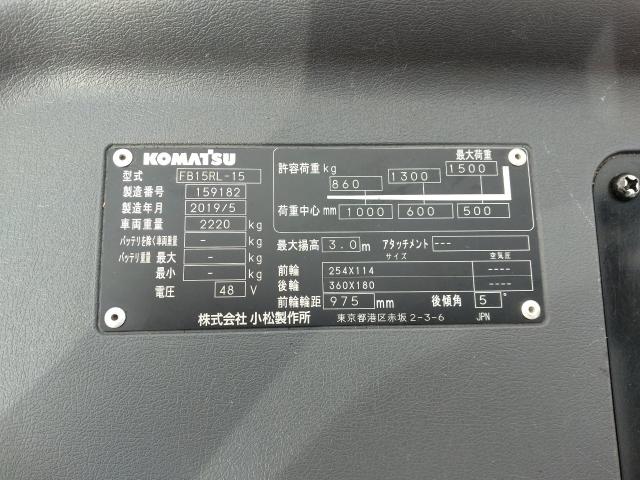 KOMATSU
型式 FB15RL-15
製造番号 159182
製造年月 2019/5
車両重量 2220 kg
バッテリを除く車両重量 - kg
バッテリ重量 最大 - kg
最小 - kg
電圧 48 V
最大荷重
許容荷重 kg 860 1300 1500
荷重中心 mm 1000 600 500
最大揚高 3.0 m アタッチメント ---
サイズ 空気圧
前輪 254X114 ----
後輪 360X180 ----
前輪輪距 975 mm 後傾角 5°
株式会社 小松製作所 東京都港区赤坂2-3-6 JPN